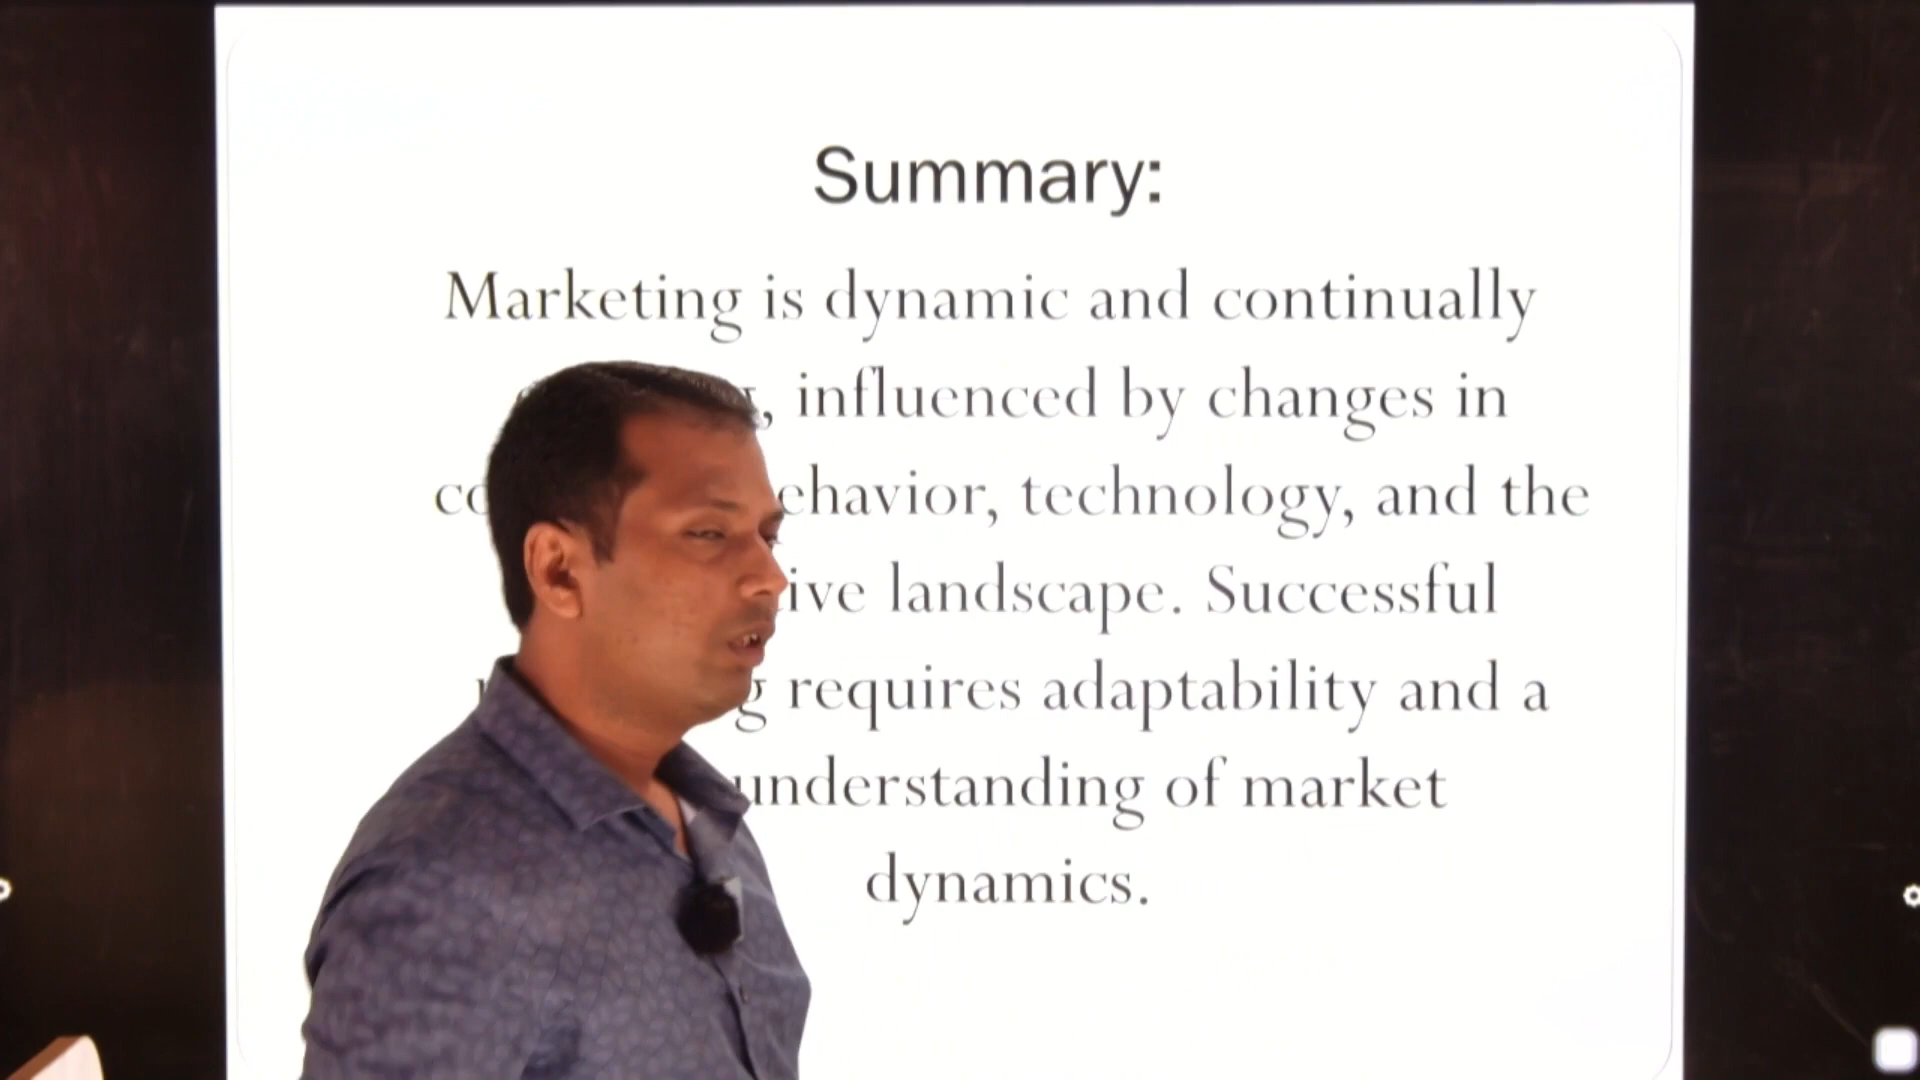 Summary:
Marketing is dynamic and continually
, influenced by changes in
technology, and the
landscape. Successful
requires adaptability and a
understanding of market
dynamics.